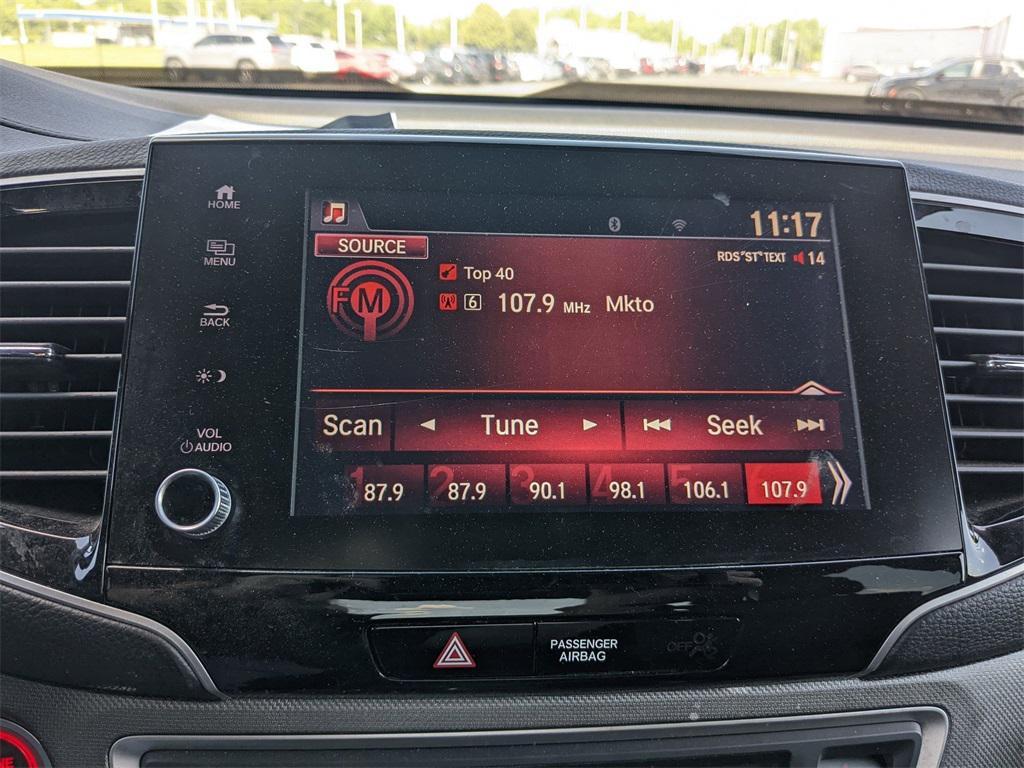 HOME
MENU
BACK
VOL
AUDIO
11:17
SOURCE
RDS "ST" TEXT 14
FM
Top 40
6 107.9 MHz Mkto
Scan Tune Seek
1 87.9 2 87.9 3 90.1 4 98.1 5 106.1 107.9
PASSENGER
AIRBAG
OFF